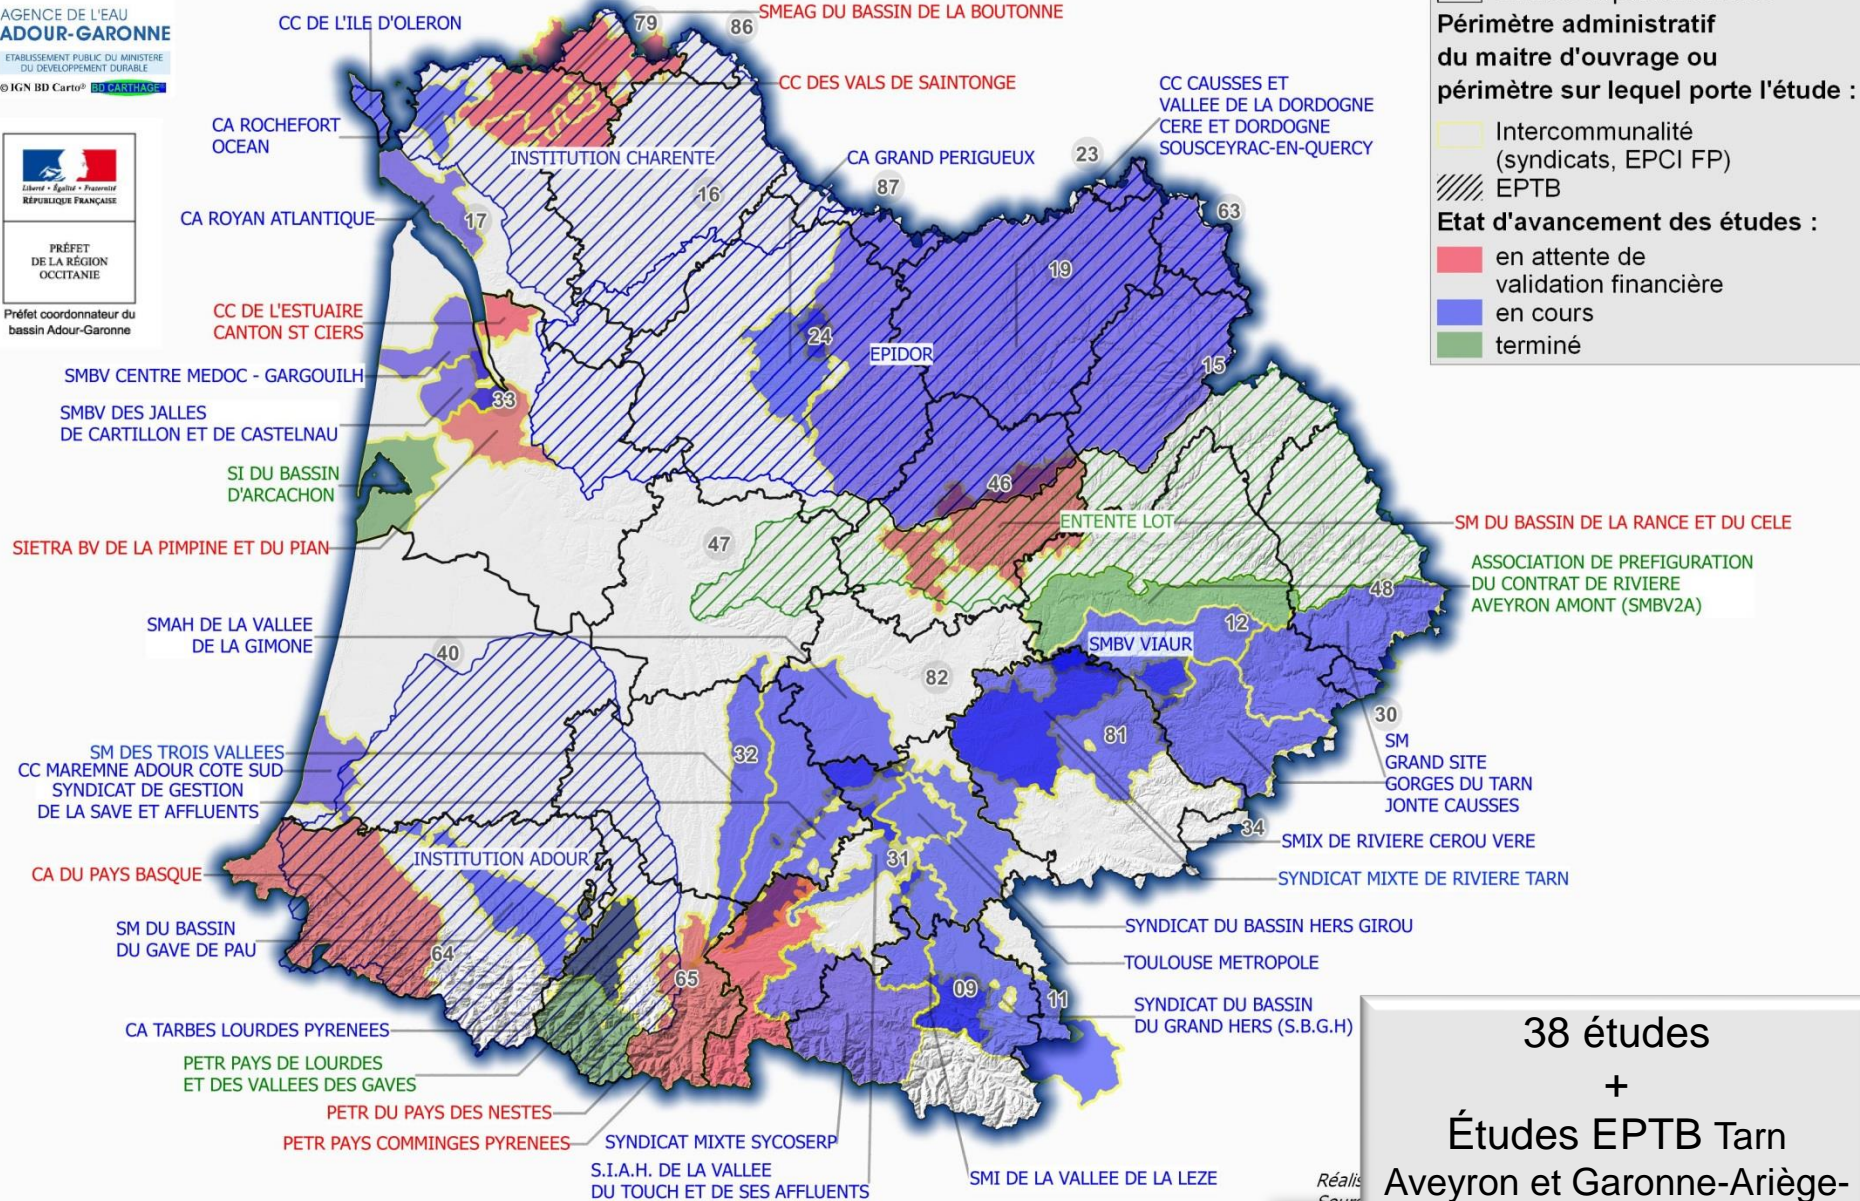 AGENCE DE L'EAU
ADOUR-GARONNE
ETABLISSEMENT PUBLIC DU MINISTERE
DU DEVELOPPEMENT DURABLE
© IGN BD Carto® BD CARTHAGE®
Liberté • Égalité • Fraternité
RÉPUBLIQUE FRANÇAISE
PRÉFET
DE LA RÉGION
OCCITANIE
Préfet coordonnateur du
bassin Adour-Garonne
CC DE L'ILE D'OLERON
79
86
SMEAG DU BASSIN DE LA BOUTONNE
CC DES VALS DE SAINTONGE
CC CAUSSES ET
VALLEE DE LA DORDOGNE
CERE ET DORDOGNE
SOUSCEYRAC-EN-QUERCY
CA ROCHEFORT
OCEAN
INSTITUTION CHARENTE
CA GRAND PERIGUEUX
23
87
16
63
CA ROYAN ATLANTIQUE
17
19
CC DE L'ESTUAIRE
CANTON ST CIERS
24
EPIDOR
15
SMBV CENTRE MEDOC - GARGOUILH
33
SMBV DES JALLES
DE CARTILLON ET DE CASTELNAU
SI DU BASSIN
D'ARCACHON
46
ENTENTE LOT
SM DU BASSIN DE LA RANCE ET DU CELE
SIETRA BV DE LA PIMPINE ET DU PIAN
47
ASSOCIATION DE PREFIGURATION
DU CONTRAT DE RIVIERE
AVEYRON AMONT (SMBV2A)
48
SMAH DE LA VALLEE
DE LA GIMONE
12
SMBV VIAUR
40
82
30
81
SM
GRAND SITE
GORGES DU TARN
JONTE CAUSSES
SM DES TROIS VALLEES
CC MAREMNE ADOUR COTE SUD
SYNDICAT DE GESTION
DE LA SAVE ET AFFLUENTS
32
34
SMIX DE RIVIERE CEROU VERE
INSTITUTION ADOUR
31
CA DU PAYS BASQUE
SYNDICAT MIXTE DE RIVIERE TARN
SM DU BASSIN
DU GAVE DE PAU
SYNDICAT DU BASSIN HERS GIROU
64
TOULOUSE METROPOLE
65
09
11
SYNDICAT DU BASSIN
DU GRAND HERS (S.B.G.H)
CA TARBES LOURDES PYRENEES
PETR PAYS DE LOURDES
ET DES VALLEES DES GAVES
PETR DU PAYS DES NESTES
PETR PAYS COMMINGES PYRENEES
SYNDICAT MIXTE SYCOSERP
S.I.A.H. DE LA VALLEE
DU TOUCH ET DE SES AFFLUENTS
SMI DE LA VALLEE DE LA LEZE
Périmètre administratif
du maitre d'ouvrage ou
périmètre sur lequel porte l'étude :
Intercommunalité
(syndicats, EPCI FP)
EPTB
Etat d'avancement des études :
en attente de
validation financière
en cours
terminé
38 études
+
Études EPTB Tarn
Aveyron et Garonne-Ariège-